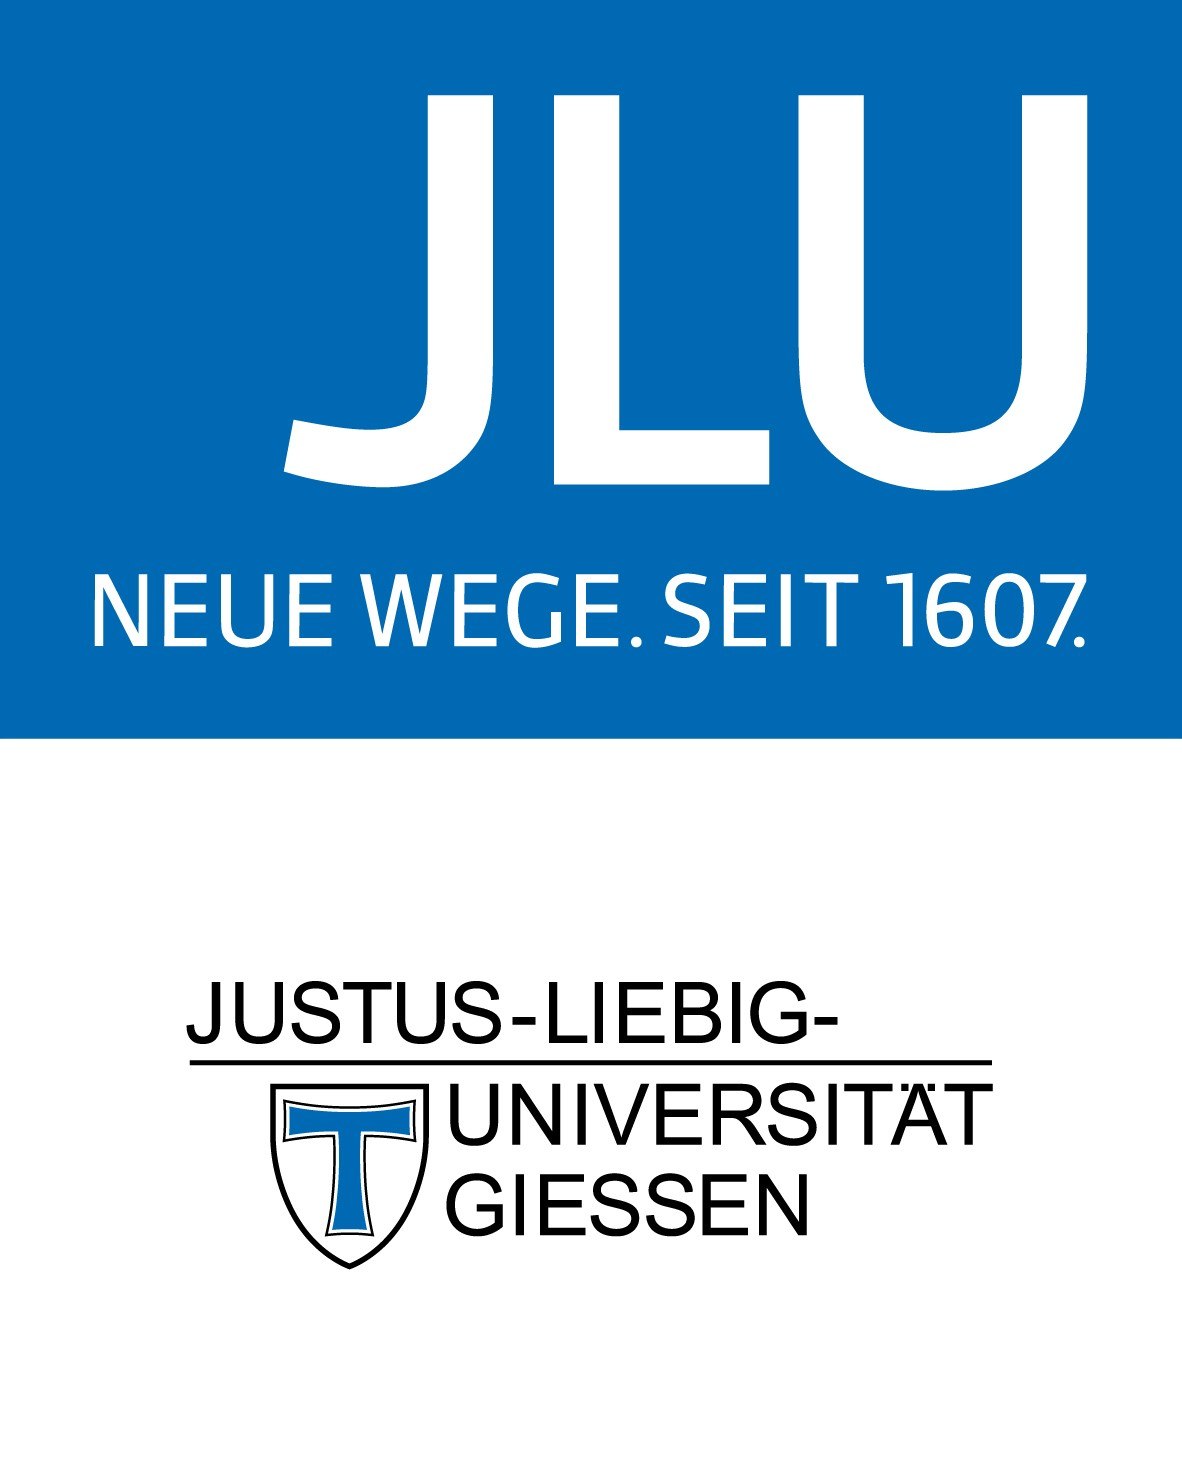 JLU
NEUE WEGE. SEIT 1607.
JUSTUS-LIEBIG-
UNIVERSITÄT
GIESSEN